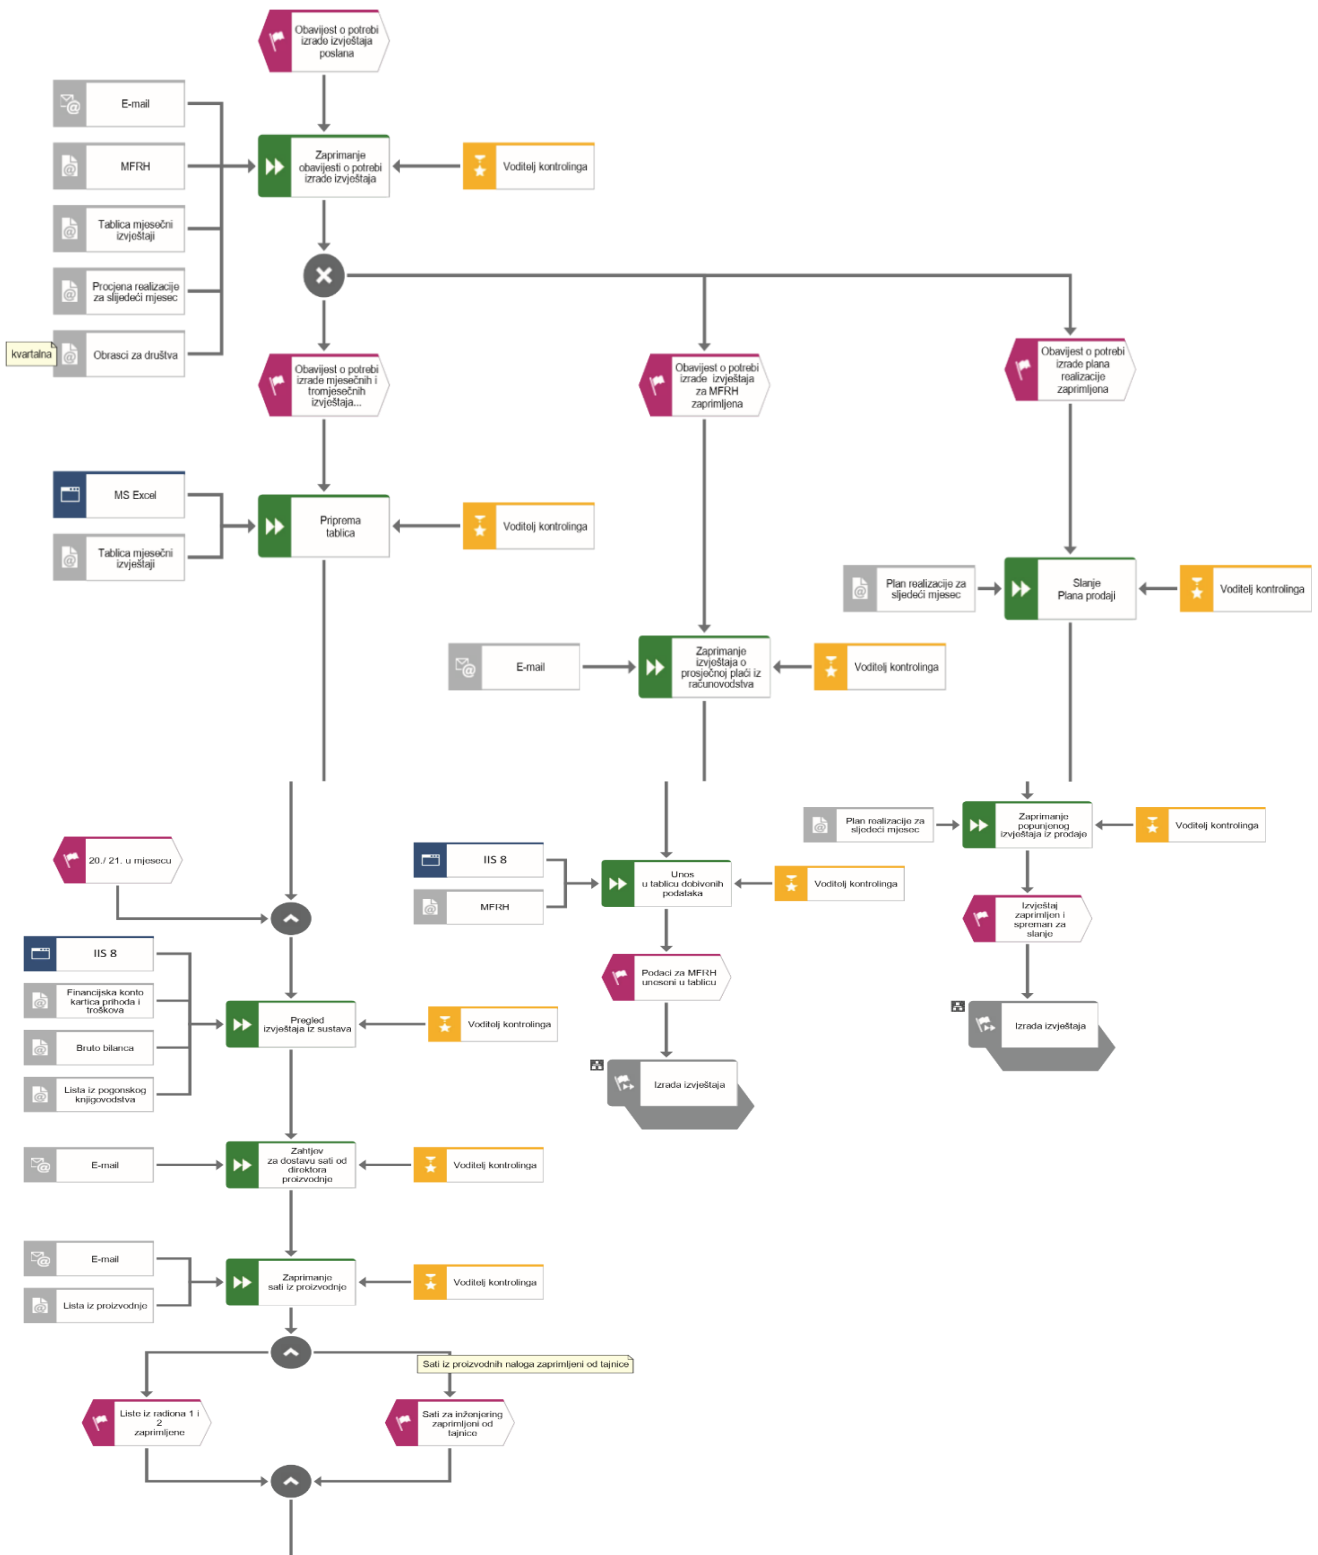 Obavijest o potrebi
izrade izvještaja
poslana
E-mail
MFRH
Tablica mjesečni
izvještaji
Procjena realizacije
za slijedeći mjesec
kvartalna
Obrasci za društva
Zaprimanje
obavijesti o potrebi
izrade izvještaja
Voditelj kontrolinga
Obavijest o potrebi
izrade mjesečnih i
tromjesečnih
izvještaja...
Obavijest o potrebi
izrade izvještaja
za MFRH
zaprimljena
Obavijest o potrebi
izrade plana
realizacije
zaprimljena
MS Excel
Tablica mjesečni
izvještaji
Priprema
tablica
Voditelj kontrolinga
Plan realizacije za
sljedeći mjesec
Slanje
Plana prodaji
Voditelj kontrolinga
E-mail
Zaprimanje
izvještaja o
prosječnoj plaći iz
računovodstva
Voditelj kontrolinga
Plan realizacije za
sljedeći mjesec
Zaprimanje
popunjenog
izvještaja iz prodaje
Voditelj kontrolinga
20./ 21. u mjesecu
IIS 8
MFRH
Unos
u tablicu dobivenih
podataka
Voditelj kontrolinga
Izvještaj
zaprimljen i
spreman za
slanje
IIS 8
Financijska konto
kartica prihoda i
troškova
Bruto bilanca
Lista iz pogonskog
knjigovodstva
Pregled
izvještaja iz sustava
Voditelj kontrolinga
Podaci za MFRH
uneseni u tablicu
Izrada izvještaja
Izrada izvještaja
E-mail
Zahtjev
za dostavu sati od
direktora
proizvodnje
Voditelj kontrolinga
E-mail
Lista iz proizvodnje
Zaprimanje
sati iz proizvodnje
Voditelj kontrolinga
Sati iz proizvodnih naloga zaprimljeni od tajnice
Liste iz radiona 1 i
2
zaprimljene
Sati za inženjering
zaprimljeni od
tajnice